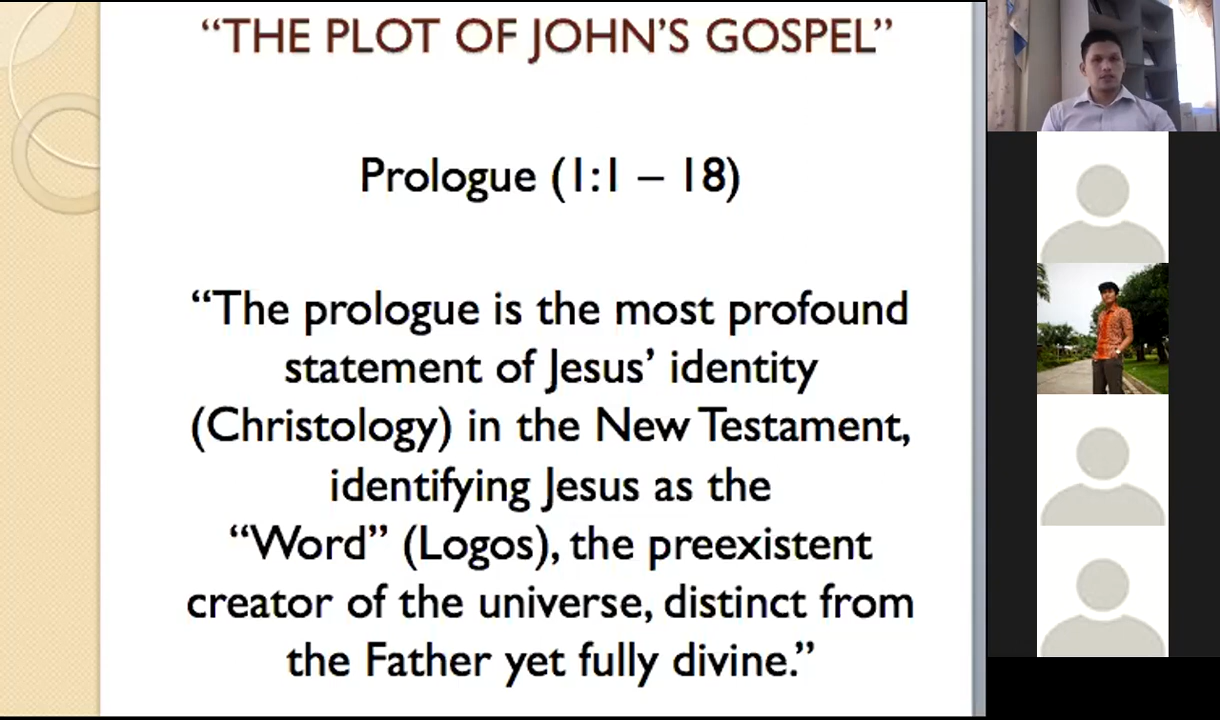 “THE PLOT OF JOHN’S GOSPEL”
Prologue (1:1 – 18)
“The prologue is the most profound
statement of Jesus’ identity
(Christology) in the New Testament,
identifying Jesus as the
“Word” (Logos), the preexistent
creator of the universe, distinct from
the Father yet fully divine.”